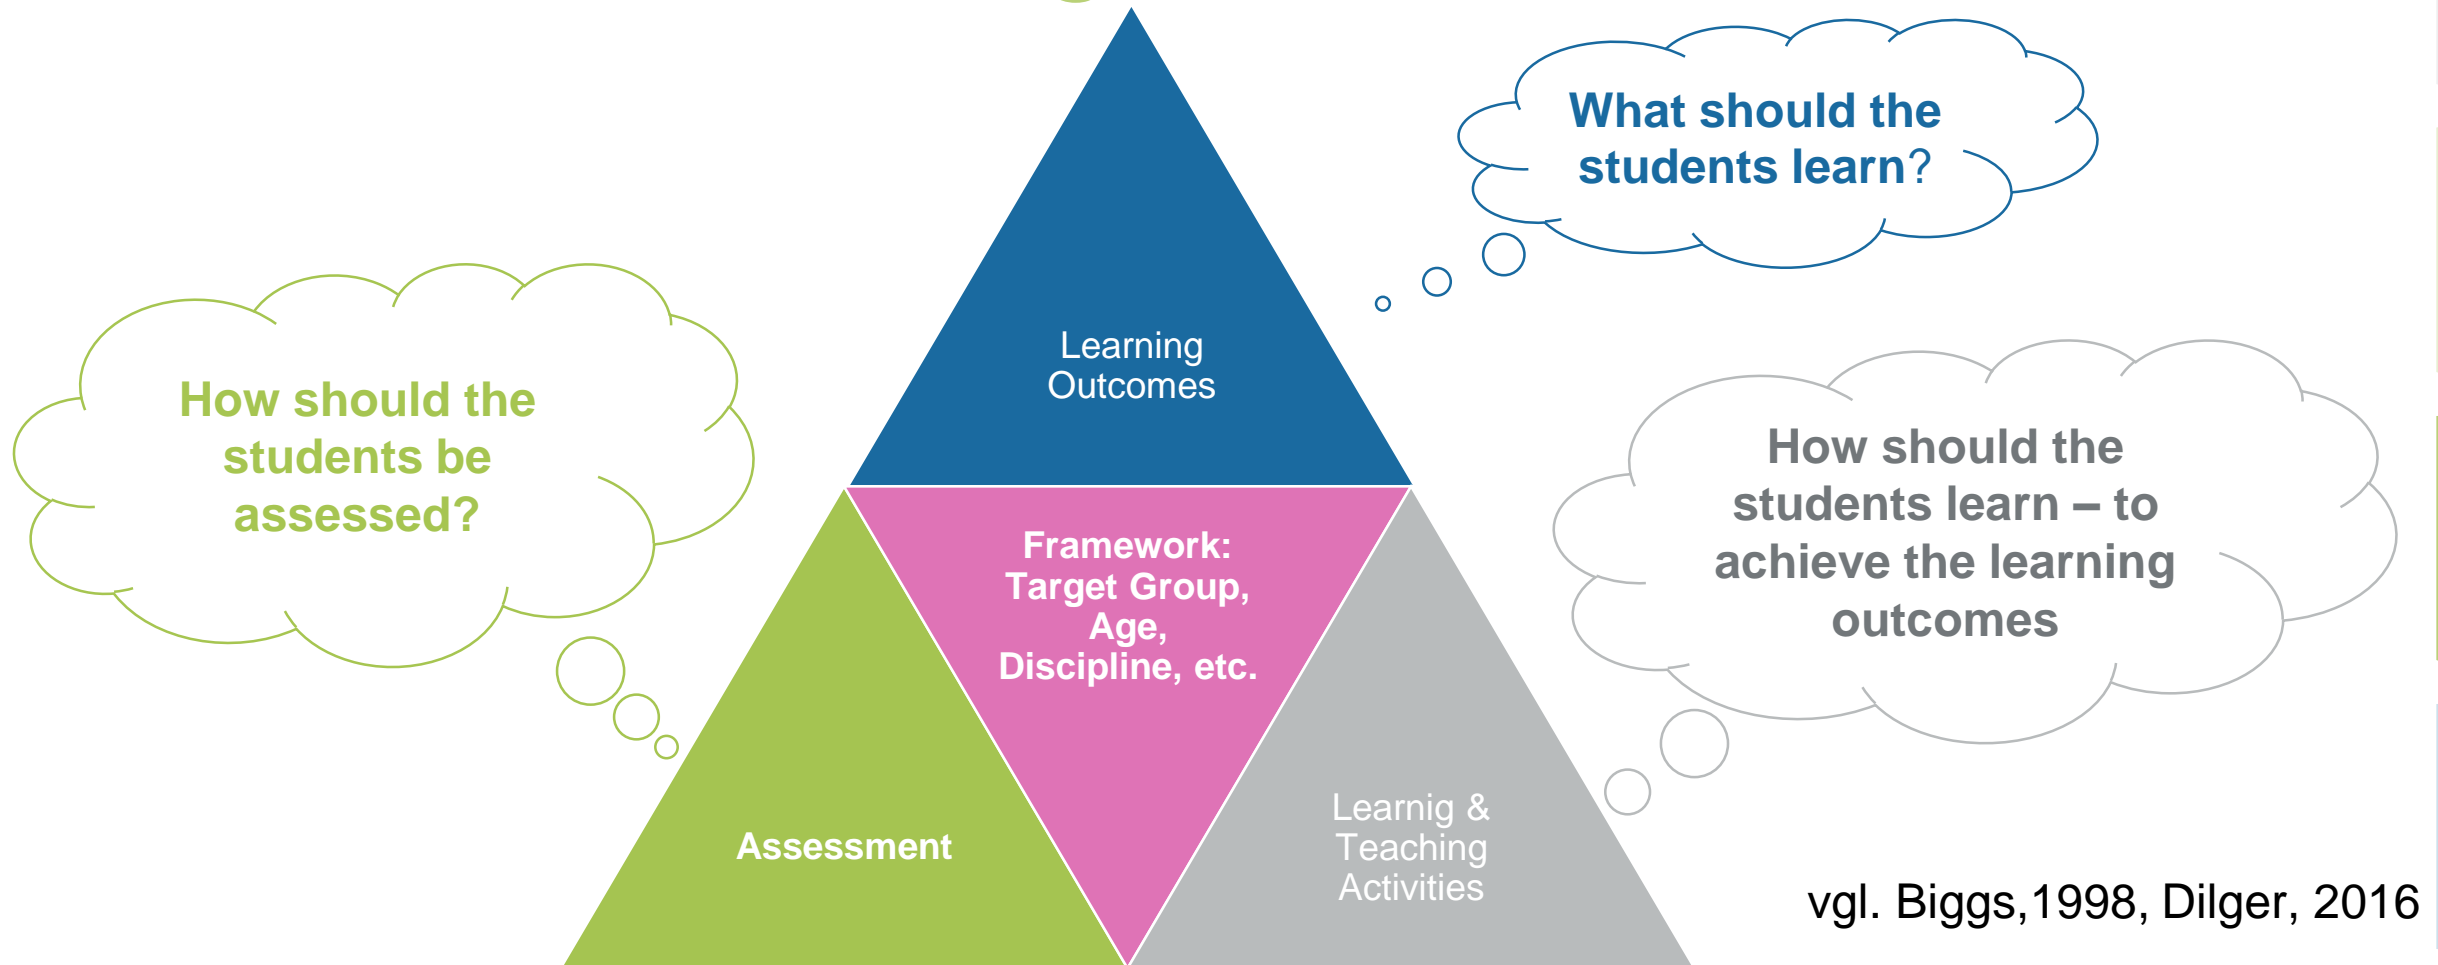 What should the
students learn?
Learning
Outcomes
How should the
students be
assessed?
How should the
students learn – to
achieve the learning
outcomes
Framework:
Target Group,
Age,
Discipline, etc.
Assessment
Learnig &
Teaching
Activities
vgl. Biggs,1998, Dilger, 2016